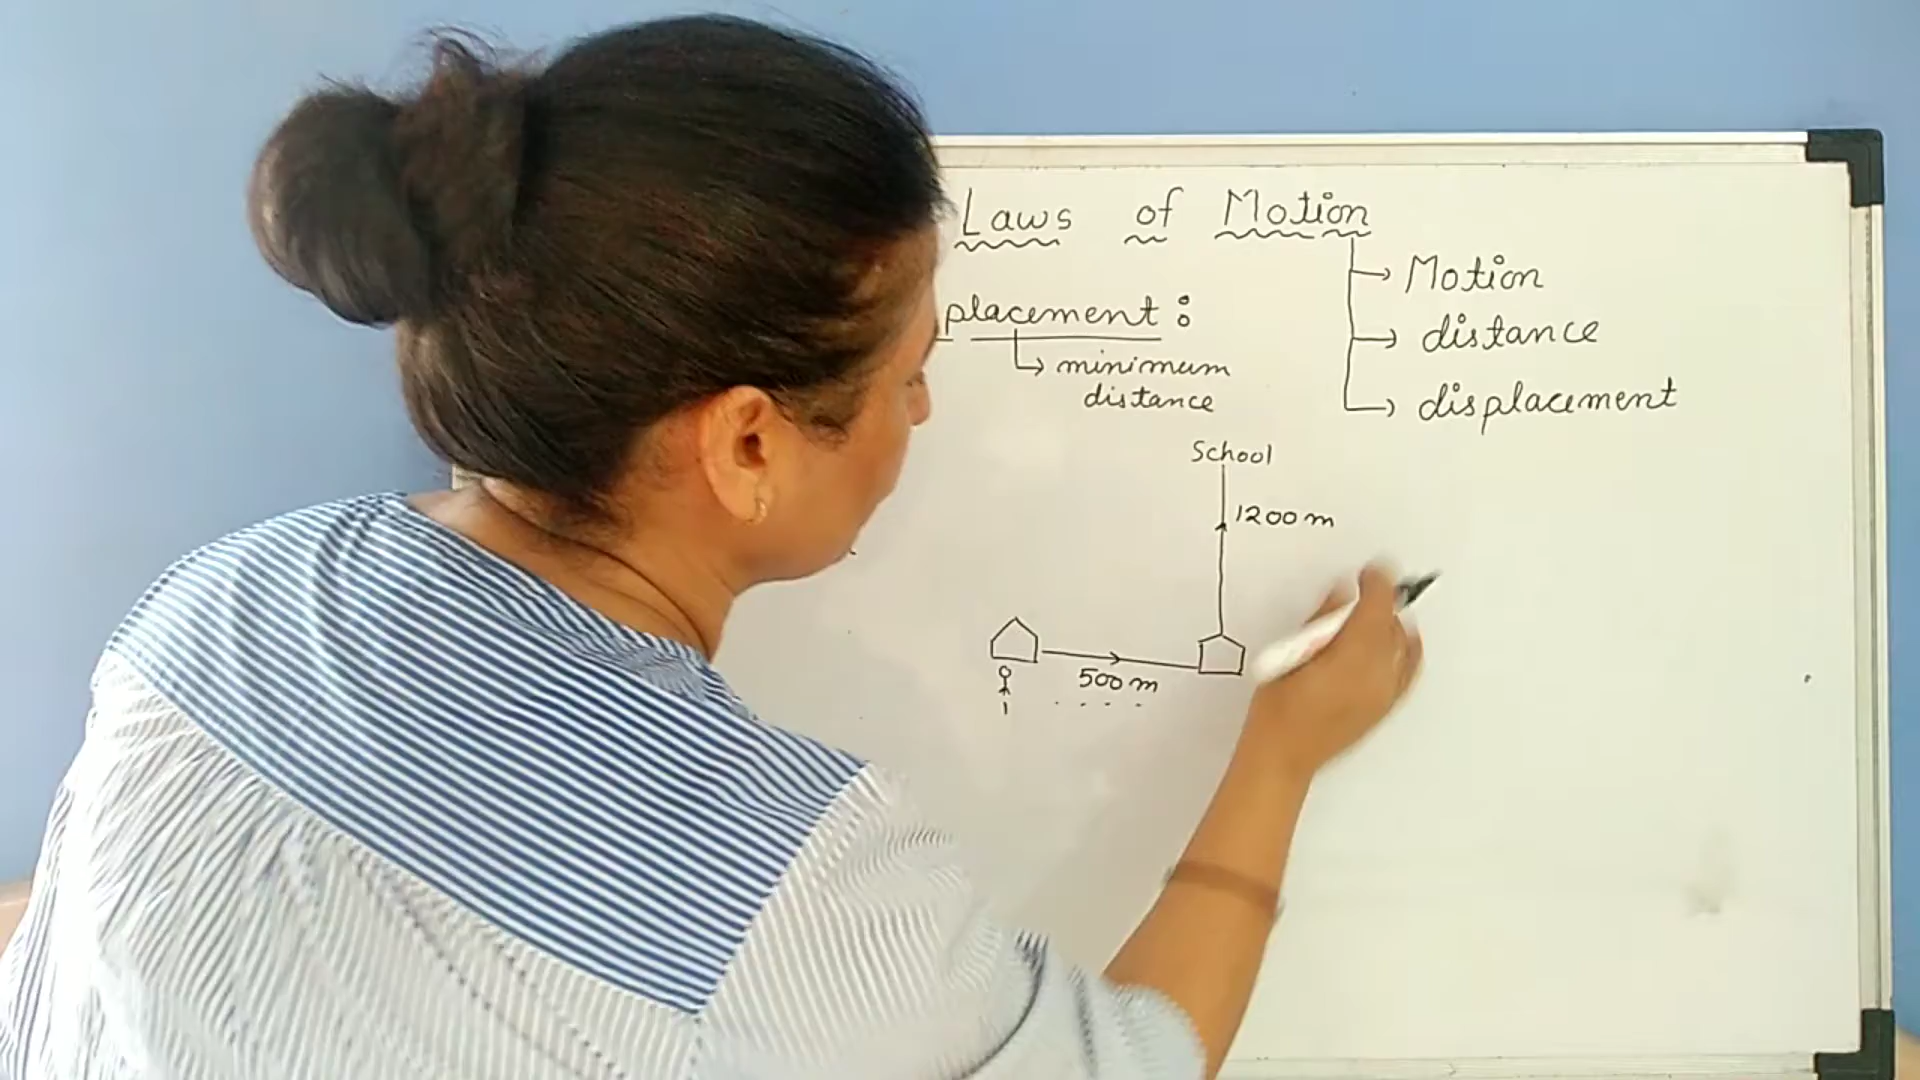 Laws of Motion
Motion
placement :
distance
minimum
distance
displacement
School
1200 m
500 m